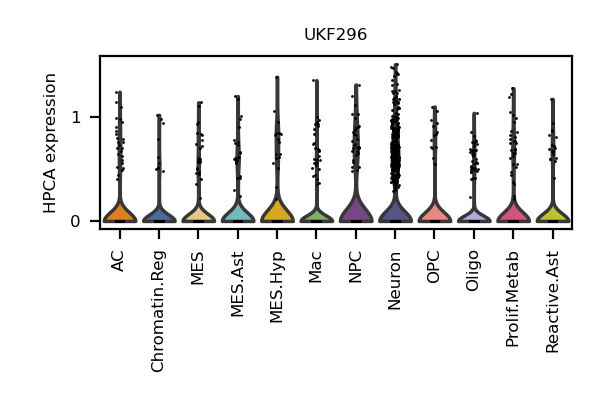 UKF296
HPCA expression
1
0
AC
Chromatin.Reg
MES
MES.Ast
MES.Hyp
Mac
NPC
Neuron
OPC
Oligo
Prolif.Metab
Reactive.Ast